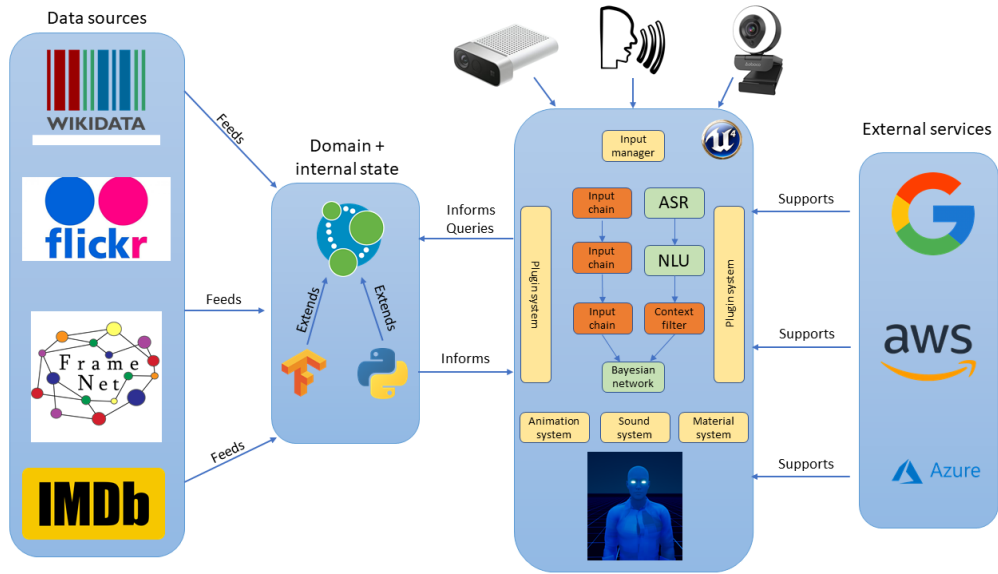 Data sources
WIKIDATA
flickr
Frame
Net
IMDb
Feeds
Feeds
Feeds
Domain +
internal state
Extends
Extends
Informs
Queries
Informs
Input
manager
U4
Plugin system
Input
chain
ASR
Input
chain
NLU
Input
chain
Context
filter
Bayesian
network
Plugin system
Animation
system
Sound
system
Material
system
Supports
Supports
Supports
External services
G
aws
Azure